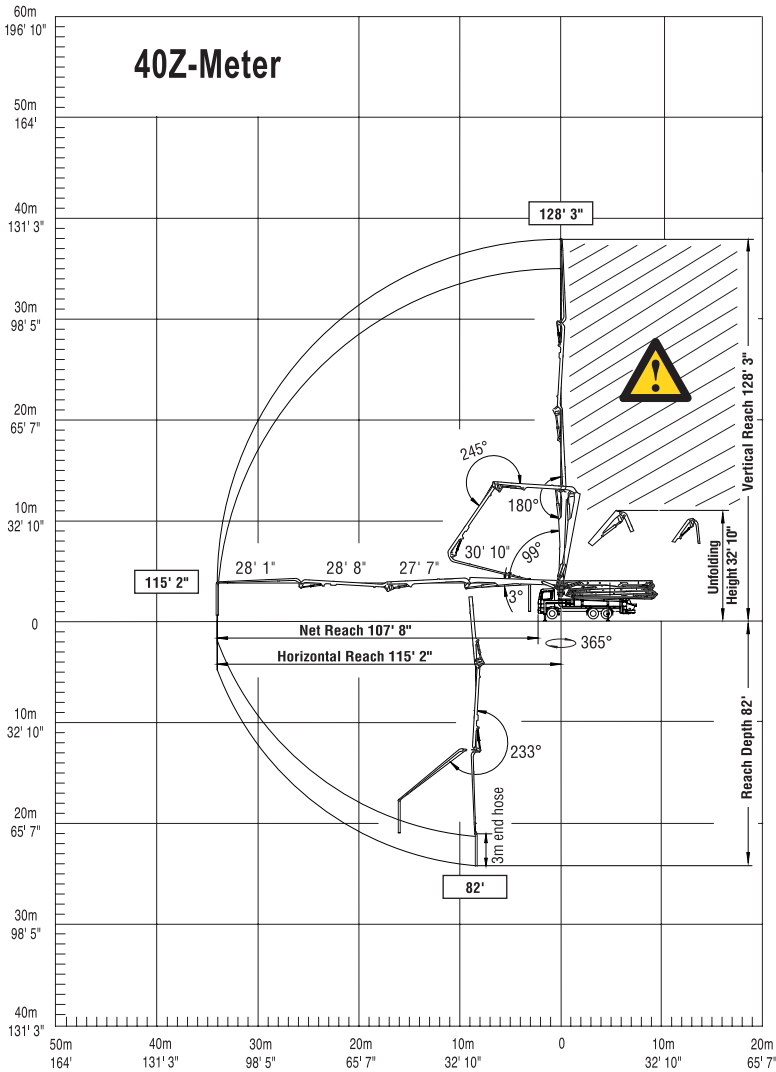 60m
196' 10"
40Z-Meter
50m
164'
40m
131' 3"
128' 3"
30m
98' 5"
!
20m
65' 7"
Vertical Reach 128' 3"
245°
180°
10m
32' 10"
30' 10"
99°
Unfolding
Height 32' 10"
28' 1"
28' 8"
27' 7"
115' 2"
3°
0
Net Reach 107' 8"
365°
Horizontal Reach 115' 2"
10m
32' 10"
233°
Reach Depth 82'
20m
65' 7"
3m end hose
82'
30m
98' 5"
40m
131' 3"
50m
40m
30m
20m
10m
0
10m
20m
164'
131' 3"
98' 5"
65' 7"
32' 10"
32' 10"
65' 7"